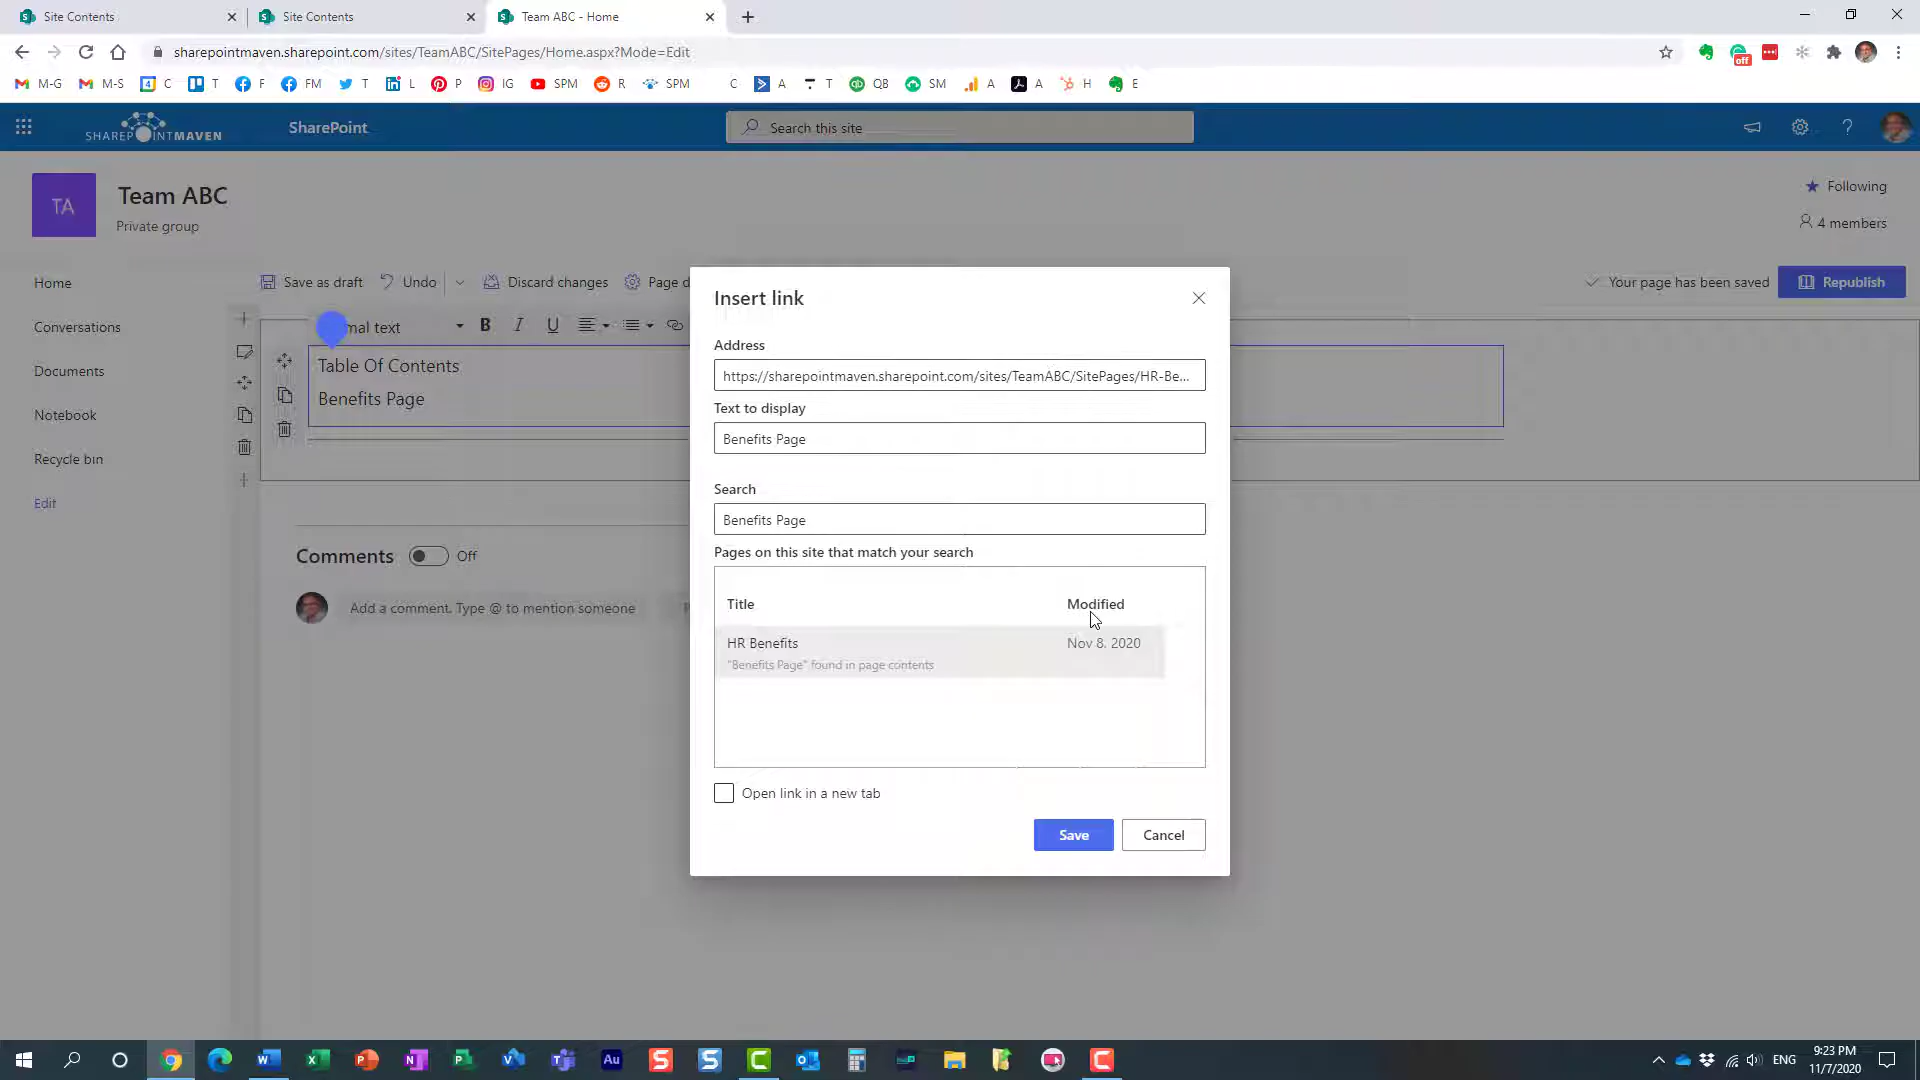 Site Contents
Site Contents
Team ABC - Home
sharepointmaven.sharepoint.com/sites/TeamABC/SitePages/Home.aspx?Mode=Edit
off
M-G M-S 4 C T F FM T L P IG SPM R SPM C A T QB SM A A H E
SHAREPOINTMAVEN
SharePoint
Search this site
TA
Team ABC
Private group
Following
4 members
Home
Conversations
Documents
Notebook
Recycle bin
Edit
Save as draft
Undo
Discard changes
Page d
Your page has been saved
Republish
mal text
B I U
Table Of Contents
Benefits Page
Comments
Off
Add a comment. Type @ to mention someone
Insert link
Address
https://sharepointmaven.sharepoint.com/sites/TeamABC/SitePages/HR-Be...
Text to display
Benefits Page
Search
Benefits Page
Pages on this site that match your search
Title
Modified
HR Benefits
Nov 8, 2020
"Benefits Page" found in page contents
Open link in a new tab
Save
Cancel
ENG
9:23 PM
11/7/2020